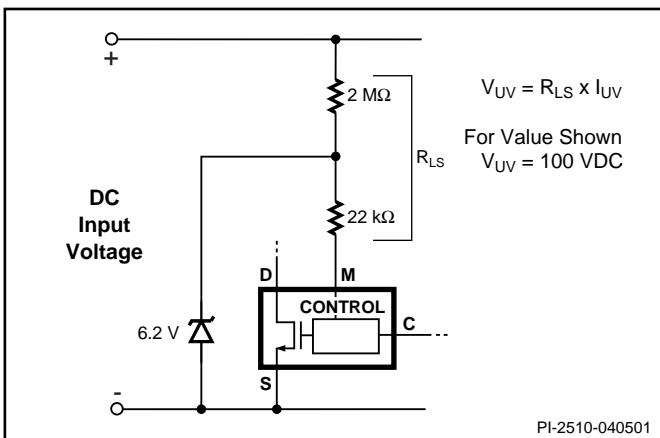 +
2 MΩ
V_UV = R_LS x I_UV
For Value Shown
V_UV = 100 VDC
R_LS
DC
Input
Voltage
22 kΩ
D
M
CONTROL
C
6.2 V
S
-
PI-2510-040501